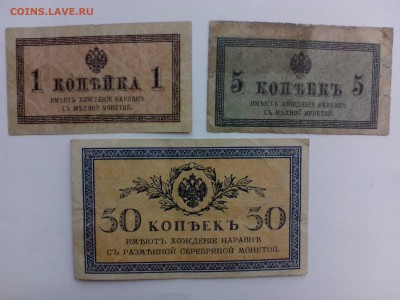 COINS.LAVE.RU
1 КОПѢЙКА 1
ИМѢЕТЪ ХОЖДЕНІЕ НАРАВНѢ
СЪ МѢДНОЙ МОНЕТОЙ.
5 КОПѢЕКЪ 5
ИМѢЮТЪ ХОЖДЕНІЕ НАРАВНѢ
СЪ МѢДНОЙ МОНЕТОЙ.
50 КОПѢЕКЪ 50
ИМѢЮТЪ ХОЖДЕНІЕ НАРАВНѢ
СЪ РАЗМѢННОЙ СЕРЕБРЯНОЙ МОНЕТОЙ.